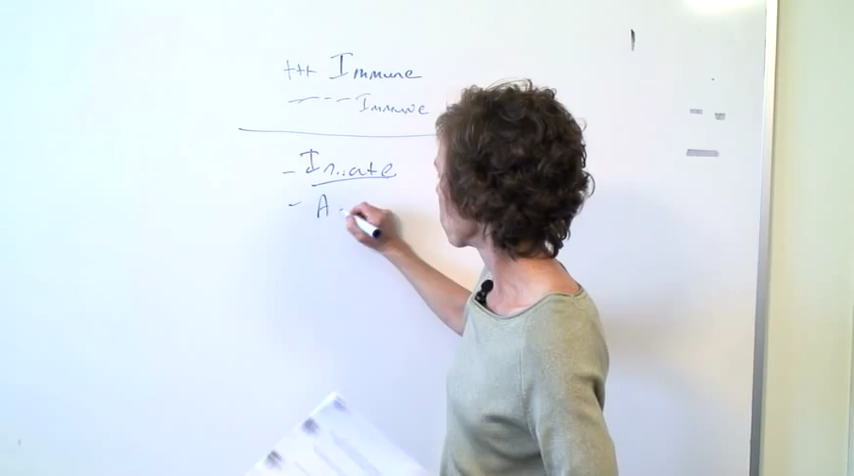 +++ Immune
---- Immune
- Innate
- A